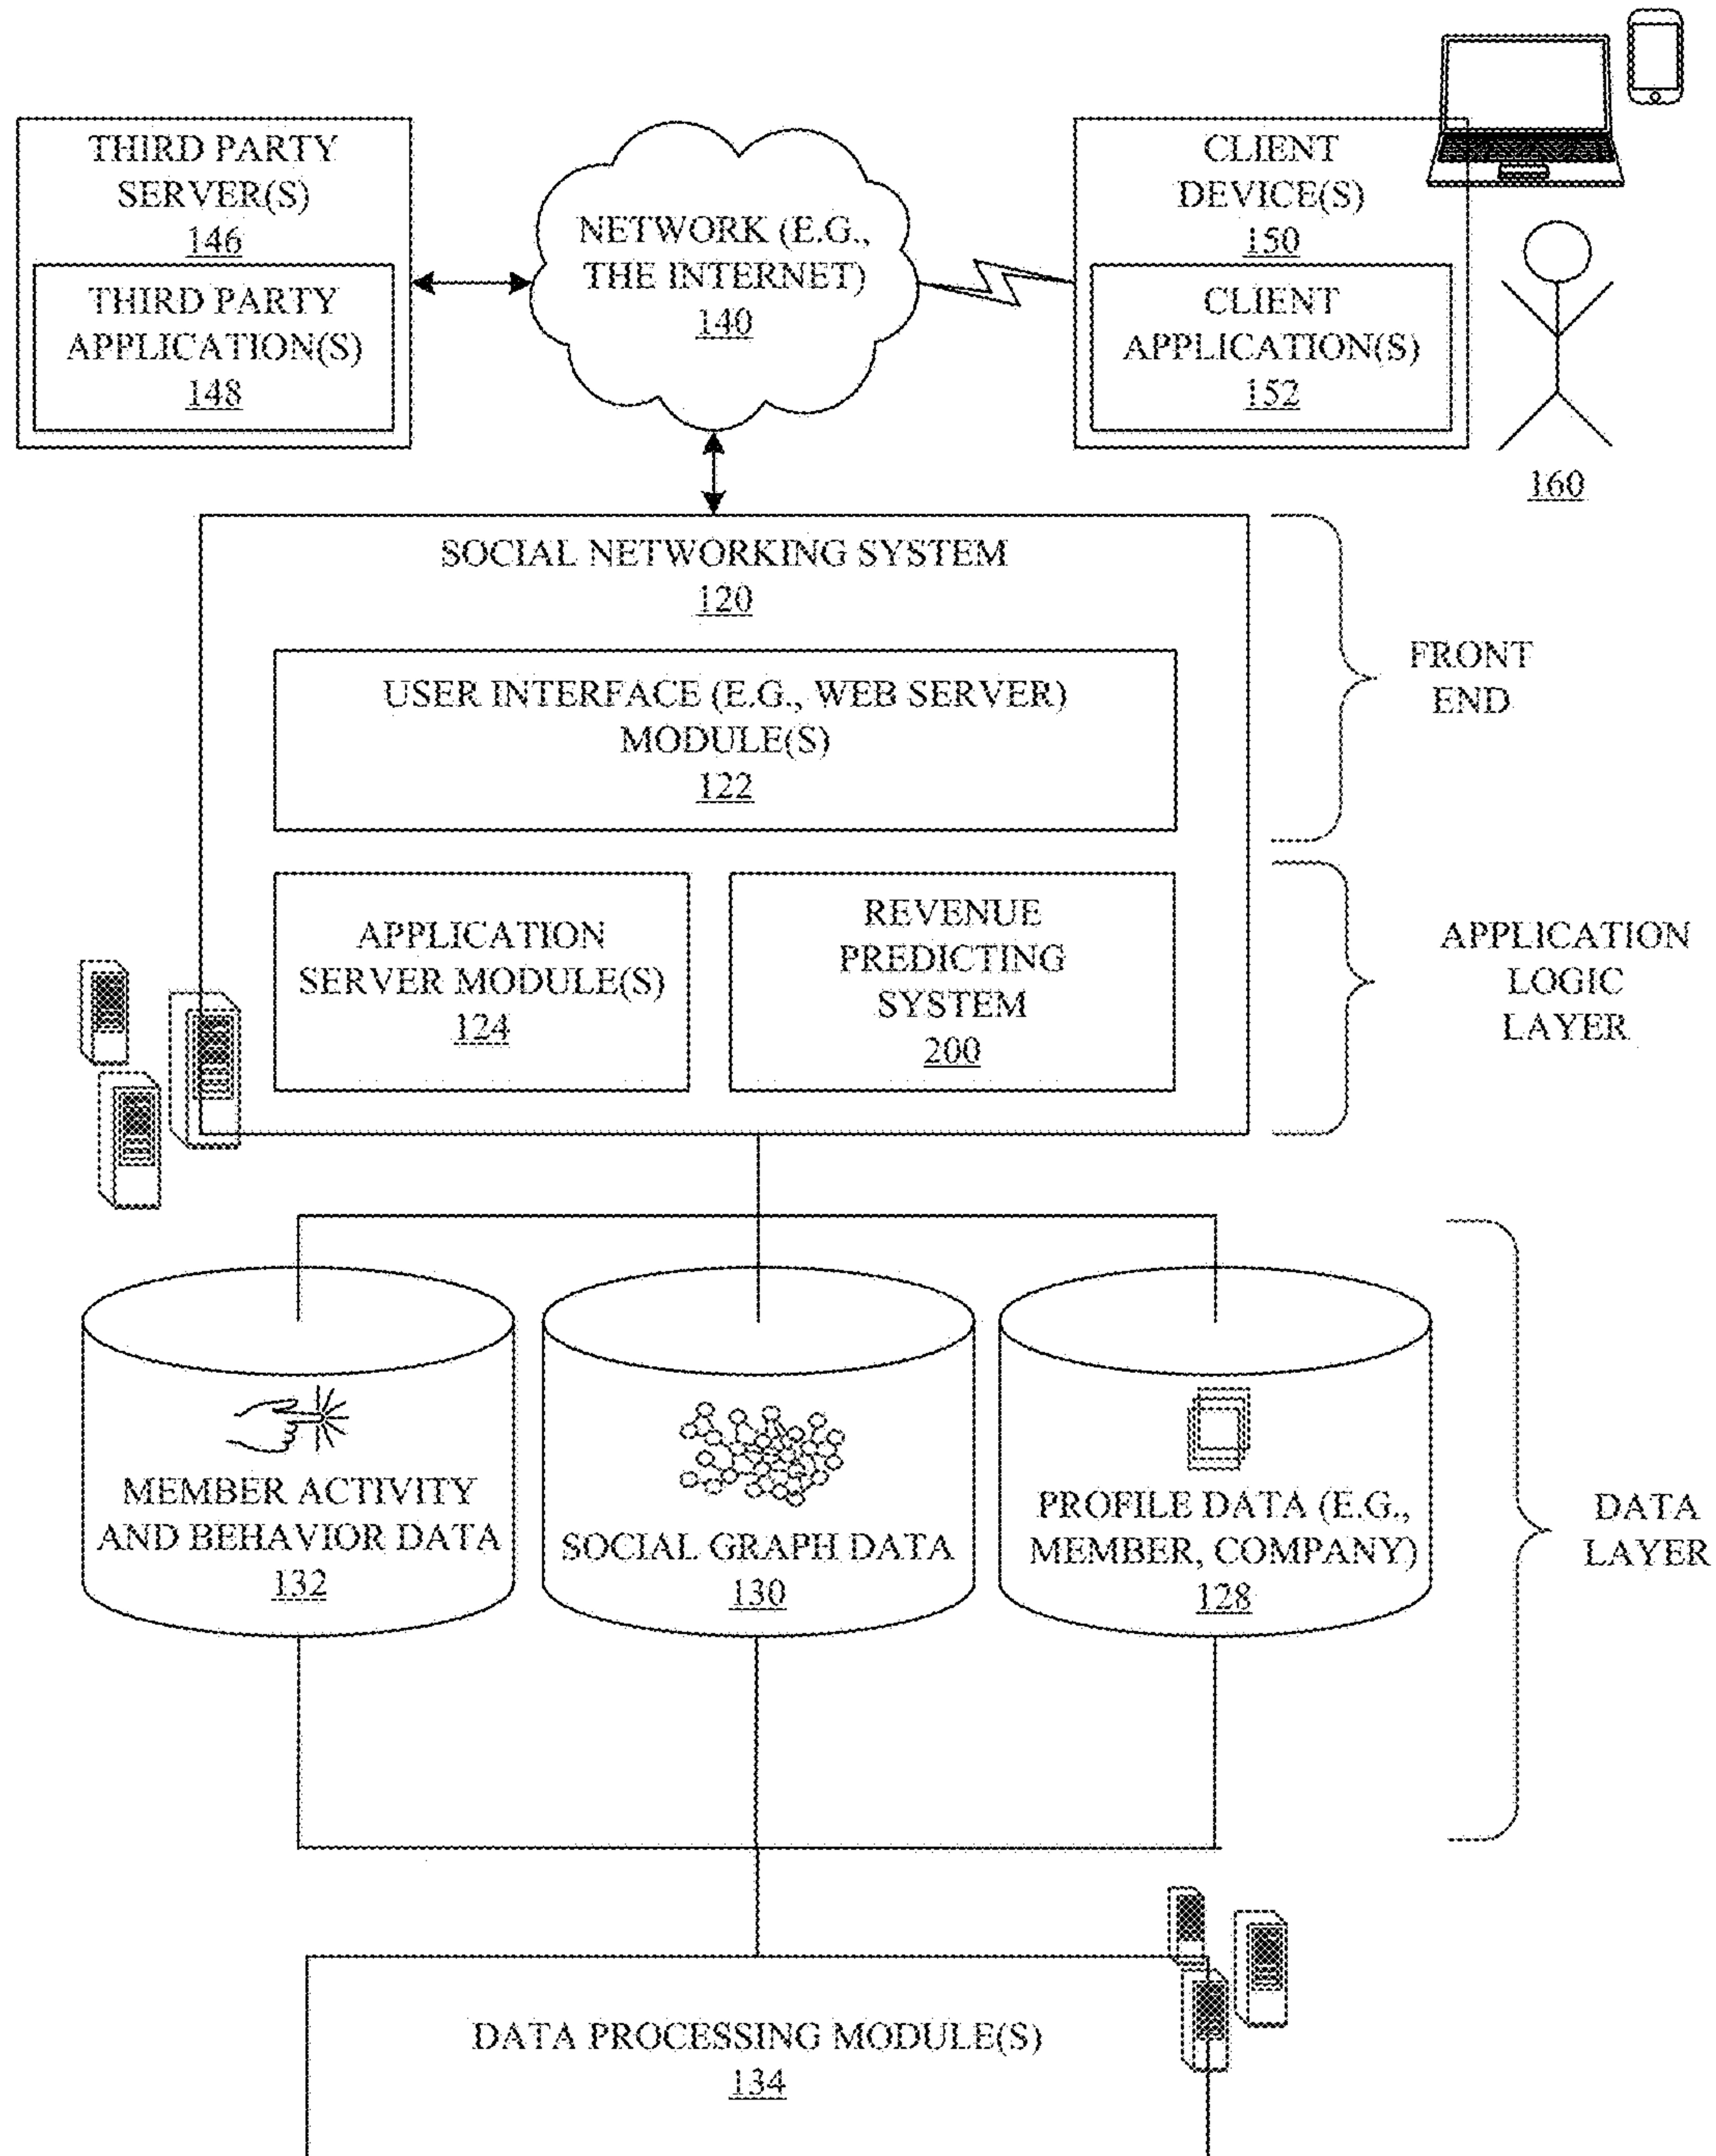 THIRD PARTY
SERVER(S)
146
THIRD PARTY
APPLICATION(S)
148
NETWORK (E.G.,
THE INTERNET)
140
CLIENT
DEVICE(S)
150
CLIENT
APPLICATION(S)
152
160
SOCIAL NETWORKING SYSTEM
120
USER INTERFACE (E.G., WEB SERVER)
MODULE(S)
122
FRONT
END
APPLICATION
SERVER MODULE(S)
124
REVENUE
PREDICTING
SYSTEM
200
APPLICATION
LOGIC
LAYER
MEMBER ACTIVITY
AND BEHAVIOR DATA
132
SOCIAL GRAPH DATA
130
PROFILE DATA (E.G.,
MEMBER, COMPANY)
128
DATA
LAYER
DATA PROCESSING MODULE(S)
134